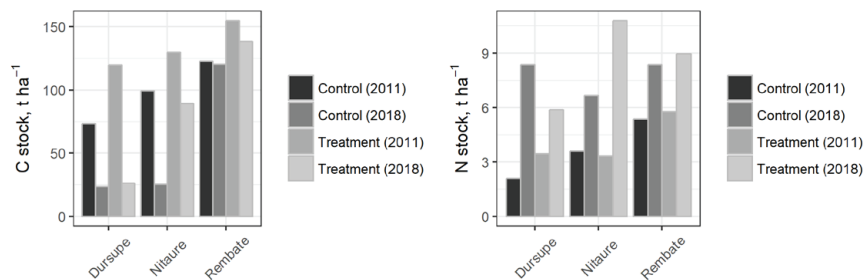 C stock, t ha⁻¹
150
100
50
0
Dursupe
Nitaure
Rembate
Control (2011)
Control (2018)
Treatment (2011)
Treatment (2018)
N stock, t ha⁻¹
9
6
3
0
Dursupe
Nitaure
Rembate
Control (2011)
Control (2018)
Treatment (2011)
Treatment (2018)